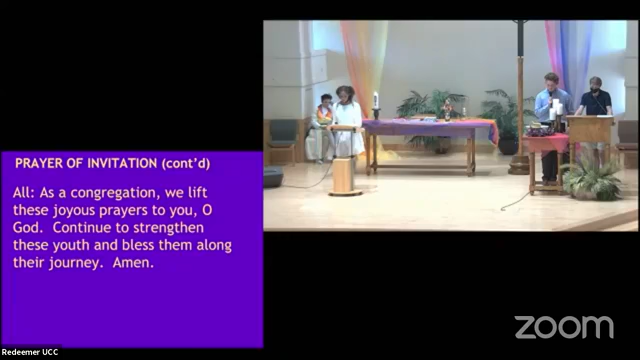 PRAYER OF INVITATION (cont'd)
All: As a congregation, we lift
these joyous prayers to you, O
God. Continue to strengthen
these youth and bless them along
their journey. Amen.
zoom
Redeemer UCC